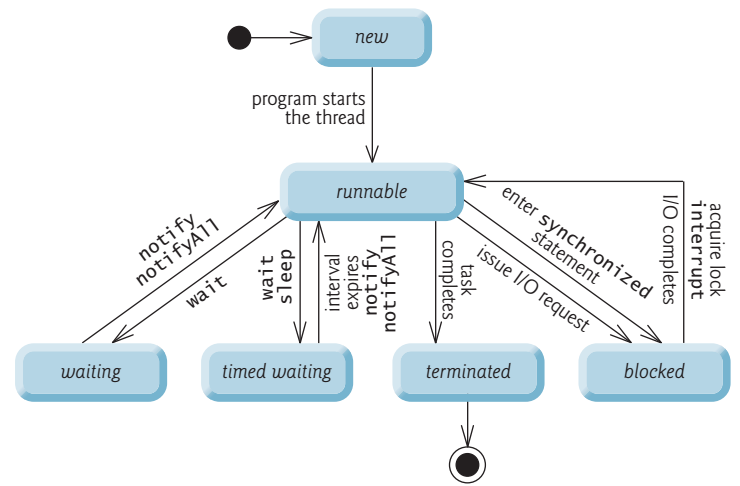 new
program starts
the thread
runnable
notify
notifyAll
wait
wait
sleep
interval
expires
notify
notifyAll
task
completes
enter synchronized
statement
issue I/O request
I/O completes
interrupt
acquire lock
waiting
timed waiting
terminated
blocked